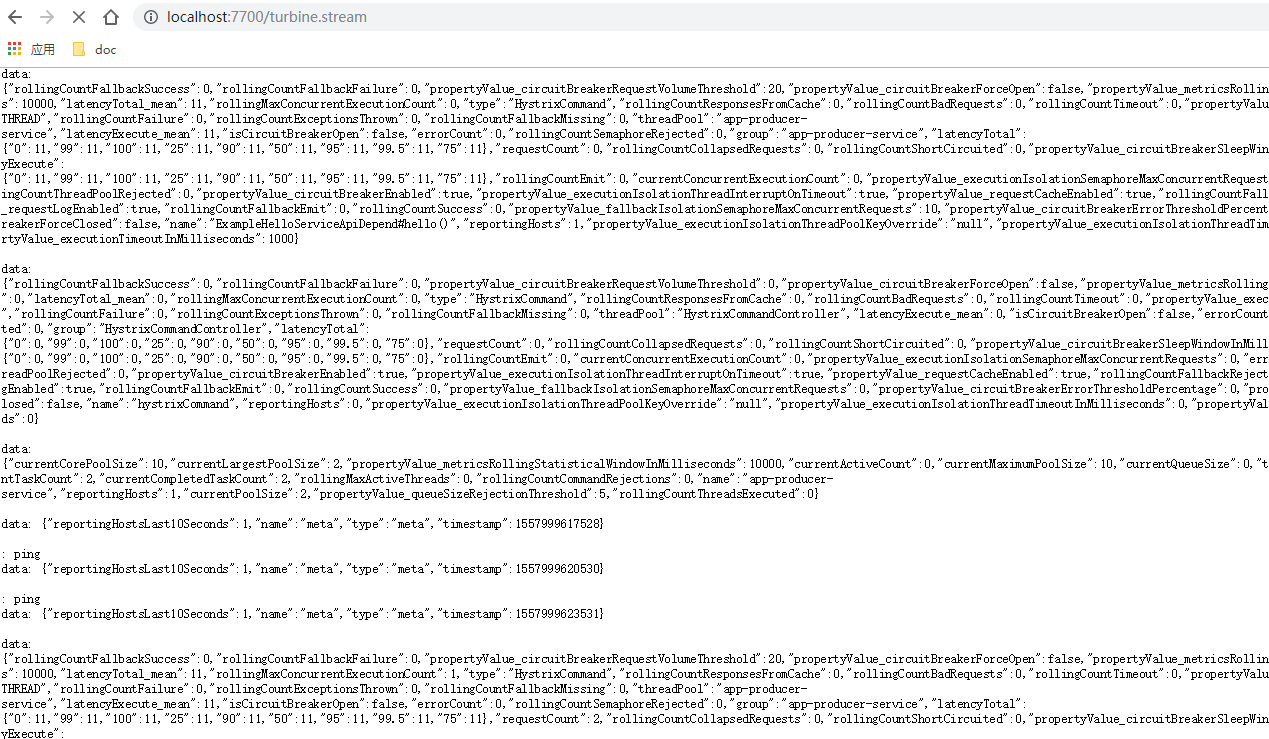 localhost:7700/turbine.stream
应用 doc
data:
{"rollingCountFallbackSuccess":0,"rollingCountFallbackFailure":0,"propertyValue_circuitBreakerRequestVolumeThreshold":20,"propertyValue_circuitBreakerForceOpen":false,"propertyValue_metricsRollin
s":10000,"latencyTotal_mean":11,"rollingMaxConcurrentExecutionCount":0,"type":"HystrixCommand","rollingCountResponsesFromCache":0,"rollingCountBadRequests":0,"rollingCountTimeout":0,"propertyValu
THREAD","rollingCountFailure":0,"rollingCountExceptionsThrown":0,"rollingCountFallbackMissing":0,"threadPool":"app-producer-
service","latencyExecute_mean":11,"isCircuitBreakerOpen":false,"errorCount":0,"rollingCountSemaphoreRejected":0,"group":"app-producer-service","latencyTotal":
{"0":11,"99":11,"100":11,"25":11,"90":11,"50":11,"95":11,"99.5":11,"75":11},"requestCount":0,"rollingCountCollapsedRequests":0,"rollingCountShortCircuited":0,"propertyValue_circuitBreakerSleepWin
yExecute":
{"0":11,"99":11,"100":11,"25":11,"90":11,"50":11,"95":11,"99.5":11,"75":11},"rollingCountEmit":0,"currentConcurrentExecutionCount":0,"propertyValue_executionIsolationSemaphoreMaxConcurrentRequest
ingCountThreadPoolRejected":0,"propertyValue_circuitBreakerEnabled":true,"propertyValue_executionIsolationThreadInterruptOnTimeout":true,"propertyValue_requestCacheEnabled":true,"rollingCountFall
_requestLogEnabled":true,"rollingCountFallbackEmit":0,"rollingCountSuccess":0,"propertyValue_fallbackIsolationSemaphoreMaxConcurrentRequests":10,"propertyValue_circuitBreakerErrorThresholdPercent
reakerForceClosed":false,"name":"ExampleHelloServiceApiDepend#hello()","reportingHosts":1,"propertyValue_executionIsolationThreadPoolKeyOverride":"null","propertyValue_executionIsolationThreadTim
rtyValue_executionTimeoutInMilliseconds":1000}
data:
{"rollingCountFallbackSuccess":0,"rollingCountFallbackFailure":0,"propertyValue_circuitBreakerRequestVolumeThreshold":0,"propertyValue_circuitBreakerForceOpen":false,"propertyValue_metricsRolling
":0,"latencyTotal_mean":0,"rollingMaxConcurrentExecutionCount":0,"type":"HystrixCommand","rollingCountResponsesFromCache":0,"rollingCountBadRequests":0,"rollingCountTimeout":0,"propertyValue_exec
","rollingCountFailure":0,"rollingCountExceptionsThrown":0,"rollingCountFallbackMissing":0,"threadPool":"HystrixCommandController","latencyExecute_mean":0,"isCircuitBreakerOpen":false,"errorCount
ted":0,"group":"HystrixCommandController","latencyTotal":
{"0":0,"99":0,"100":0,"25":0,"90":0,"50":0,"95":0,"99.5":0,"75":0},"requestCount":0,"rollingCountCollapsedRequests":0,"rollingCountShortCircuited":0,"propertyValue_circuitBreakerSleepWindowInMill
{"0":0,"99":0,"100":0,"25":0,"90":0,"50":0,"95":0,"99.5":0,"75":0},"rollingCountEmit":0,"currentConcurrentExecutionCount":0,"propertyValue_executionIsolationSemaphoreMaxConcurrentRequests":0,"err
readPoolRejected":0,"propertyValue_circuitBreakerEnabled":true,"propertyValue_executionIsolationThreadInterruptOnTimeout":true,"propertyValue_requestCacheEnabled":true,"rollingCountFallbackReject
gEnabled":true,"rollingCountFallbackEmit":0,"rollingCountSuccess":0,"propertyValue_fallbackIsolationSemaphoreMaxConcurrentRequests":0,"propertyValue_circuitBreakerErrorThresholdPercentage":0,"pro
losed":false,"name":"hystrixCommand","reportingHosts":0,"propertyValue_executionIsolationThreadPoolKeyOverride":"null","propertyValue_executionIsolationThreadTimeoutInMilliseconds":0,"propertyVal
ds":0}
data:
{"currentCorePoolSize":10,"currentLargestPoolSize":2,"propertyValue_metricsRollingStatisticalWindowInMilliseconds":10000,"currentActiveCount":0,"currentMaximumPoolSize":10,"currentQueueSize":0,"t
ntTaskCount":2,"currentCompletedTaskCount":2,"rollingMaxActiveThreads":0,"rollingCountCommandRejections":0,"name":"app-producer-
service","reportingHosts":1,"currentPoolSize":2,"propertyValue_queueSizeRejectionThreshold":5,"rollingCountThreadsExecuted":0}
data: {"reportingHostsLast10Seconds":1,"name":"meta","type":"meta","timestamp":1557999617528}
: ping
data: {"reportingHostsLast10Seconds":1,"name":"meta","type":"meta","timestamp":1557999620530}
: ping
data: {"reportingHostsLast10Seconds":1,"name":"meta","type":"meta","timestamp":1557999623531}
data:
{"rollingCountFallbackSuccess":0,"rollingCountFallbackFailure":0,"propertyValue_circuitBreakerRequestVolumeThreshold":20,"propertyValue_circuitBreakerForceOpen":false,"propertyValue_metricsRollin
s":10000,"latencyTotal_mean":11,"rollingMaxConcurrentExecutionCount":1,"type":"HystrixCommand","rollingCountResponsesFromCache":0,"rollingCountBadRequests":0,"rollingCountTimeout":0,"propertyValu
THREAD","rollingCountFailure":0,"rollingCountExceptionsThrown":0,"rollingCountFallbackMissing":0,"threadPool":"app-producer-
service","latencyExecute_mean":11,"isCircuitBreakerOpen":false,"errorCount":0,"rollingCountSemaphoreRejected":0,"group":"app-producer-service","latencyTotal":
{"0":11,"99":11,"100":11,"25":11,"90":11,"50":11,"95":11,"99.5":11,"75":11},"requestCount":2,"rollingCountCollapsedRequests":0,"rollingCountShortCircuited":0,"propertyValue_circuitBreakerSleepWin
yExecute":